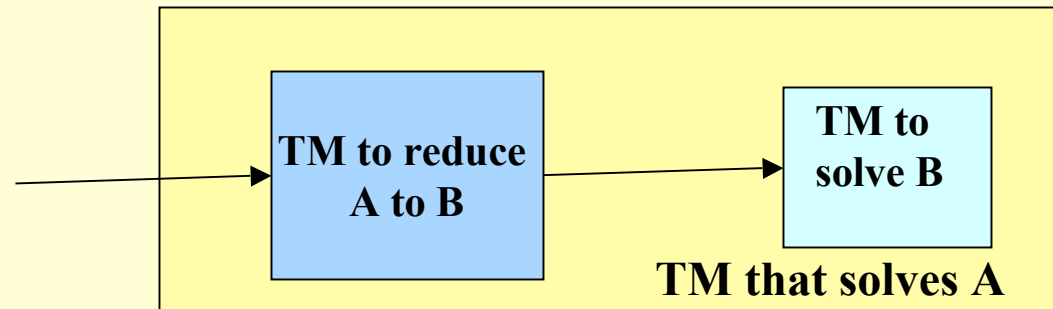 TM to reduce
A to B
TM to
solve B
TM that solves A